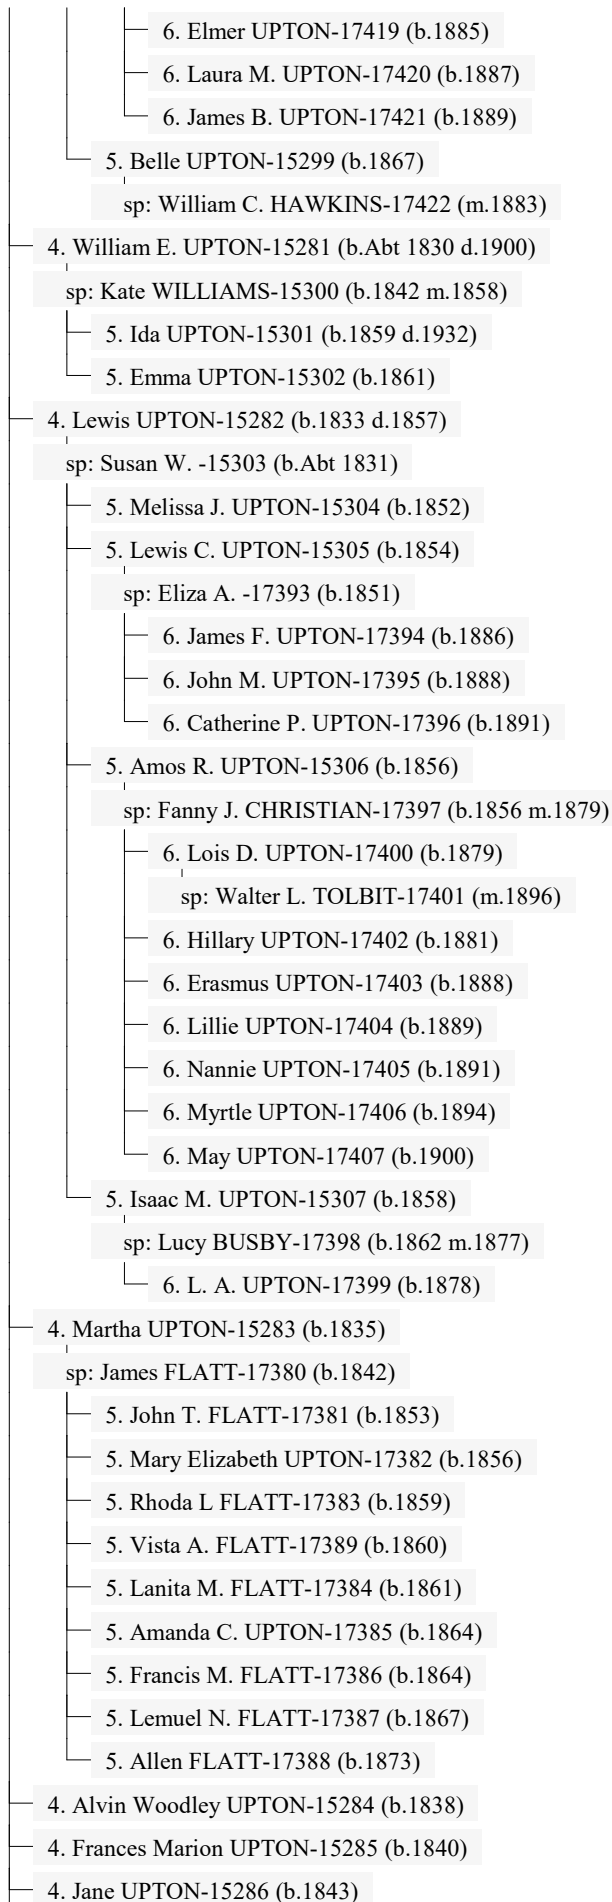 6. Elmer UPTON-17419 (b.1885)
6. Laura M. UPTON-17420 (b.1887)
6. James B. UPTON-17421 (b.1889)
5. Belle UPTON-15299 (b.1867)
sp: William C. HAWKINS-17422 (m.1883)
4. William E. UPTON-15281 (b.Abt 1830 d.1900)
sp: Kate WILLIAMS-15300 (b.1842 m.1858)
5. Ida UPTON-15301 (b.1859 d.1932)
5. Emma UPTON-15302 (b.1861)
4. Lewis UPTON-15282 (b.1833 d.1857)
sp: Susan W. -15303 (b.Abt 1831)
5. Melissa J. UPTON-15304 (b.1852)
5. Lewis C. UPTON-15305 (b.1854)
sp: Eliza A. -17393 (b.1851)
6. James F. UPTON-17394 (b.1886)
6. John M. UPTON-17395 (b.1888)
6. Catherine P. UPTON-17396 (b.1891)
5. Amos R. UPTON-15306 (b.1856)
sp: Fanny J. CHRISTIAN-17397 (b.1856 m.1879)
6. Lois D. UPTON-17400 (b.1879)
sp: Walter L. TOLBIT-17401 (m.1896)
6. Hillary UPTON-17402 (b.1881)
6. Erasmus UPTON-17403 (b.1888)
6. Lillie UPTON-17404 (b.1889)
6. Nannie UPTON-17405 (b.1891)
6. Myrtle UPTON-17406 (b.1894)
6. May UPTON-17407 (b.1900)
5. Isaac M. UPTON-15307 (b.1858)
sp: Lucy BUSBY-17398 (b.1862 m.1877)
6. L. A. UPTON-17399 (b.1878)
4. Martha UPTON-15283 (b.1835)
sp: James FLATT-17380 (b.1842)
5. John T. FLATT-17381 (b.1853)
5. Mary Elizabeth UPTON-17382 (b.1856)
5. Rhoda L FLATT-17383 (b.1859)
5. Vista A. FLATT-17389 (b.1860)
5. Lanita M. FLATT-17384 (b.1861)
5. Amanda C. UPTON-17385 (b.1864)
5. Francis M. FLATT-17386 (b.1864)
5. Lemuel N. FLATT-17387 (b.1867)
5. Allen FLATT-17388 (b.1873)
4. Alvin Woodley UPTON-15284 (b.1838)
4. Frances Marion UPTON-15285 (b.1840)
4. Jane UPTON-15286 (b.1843)